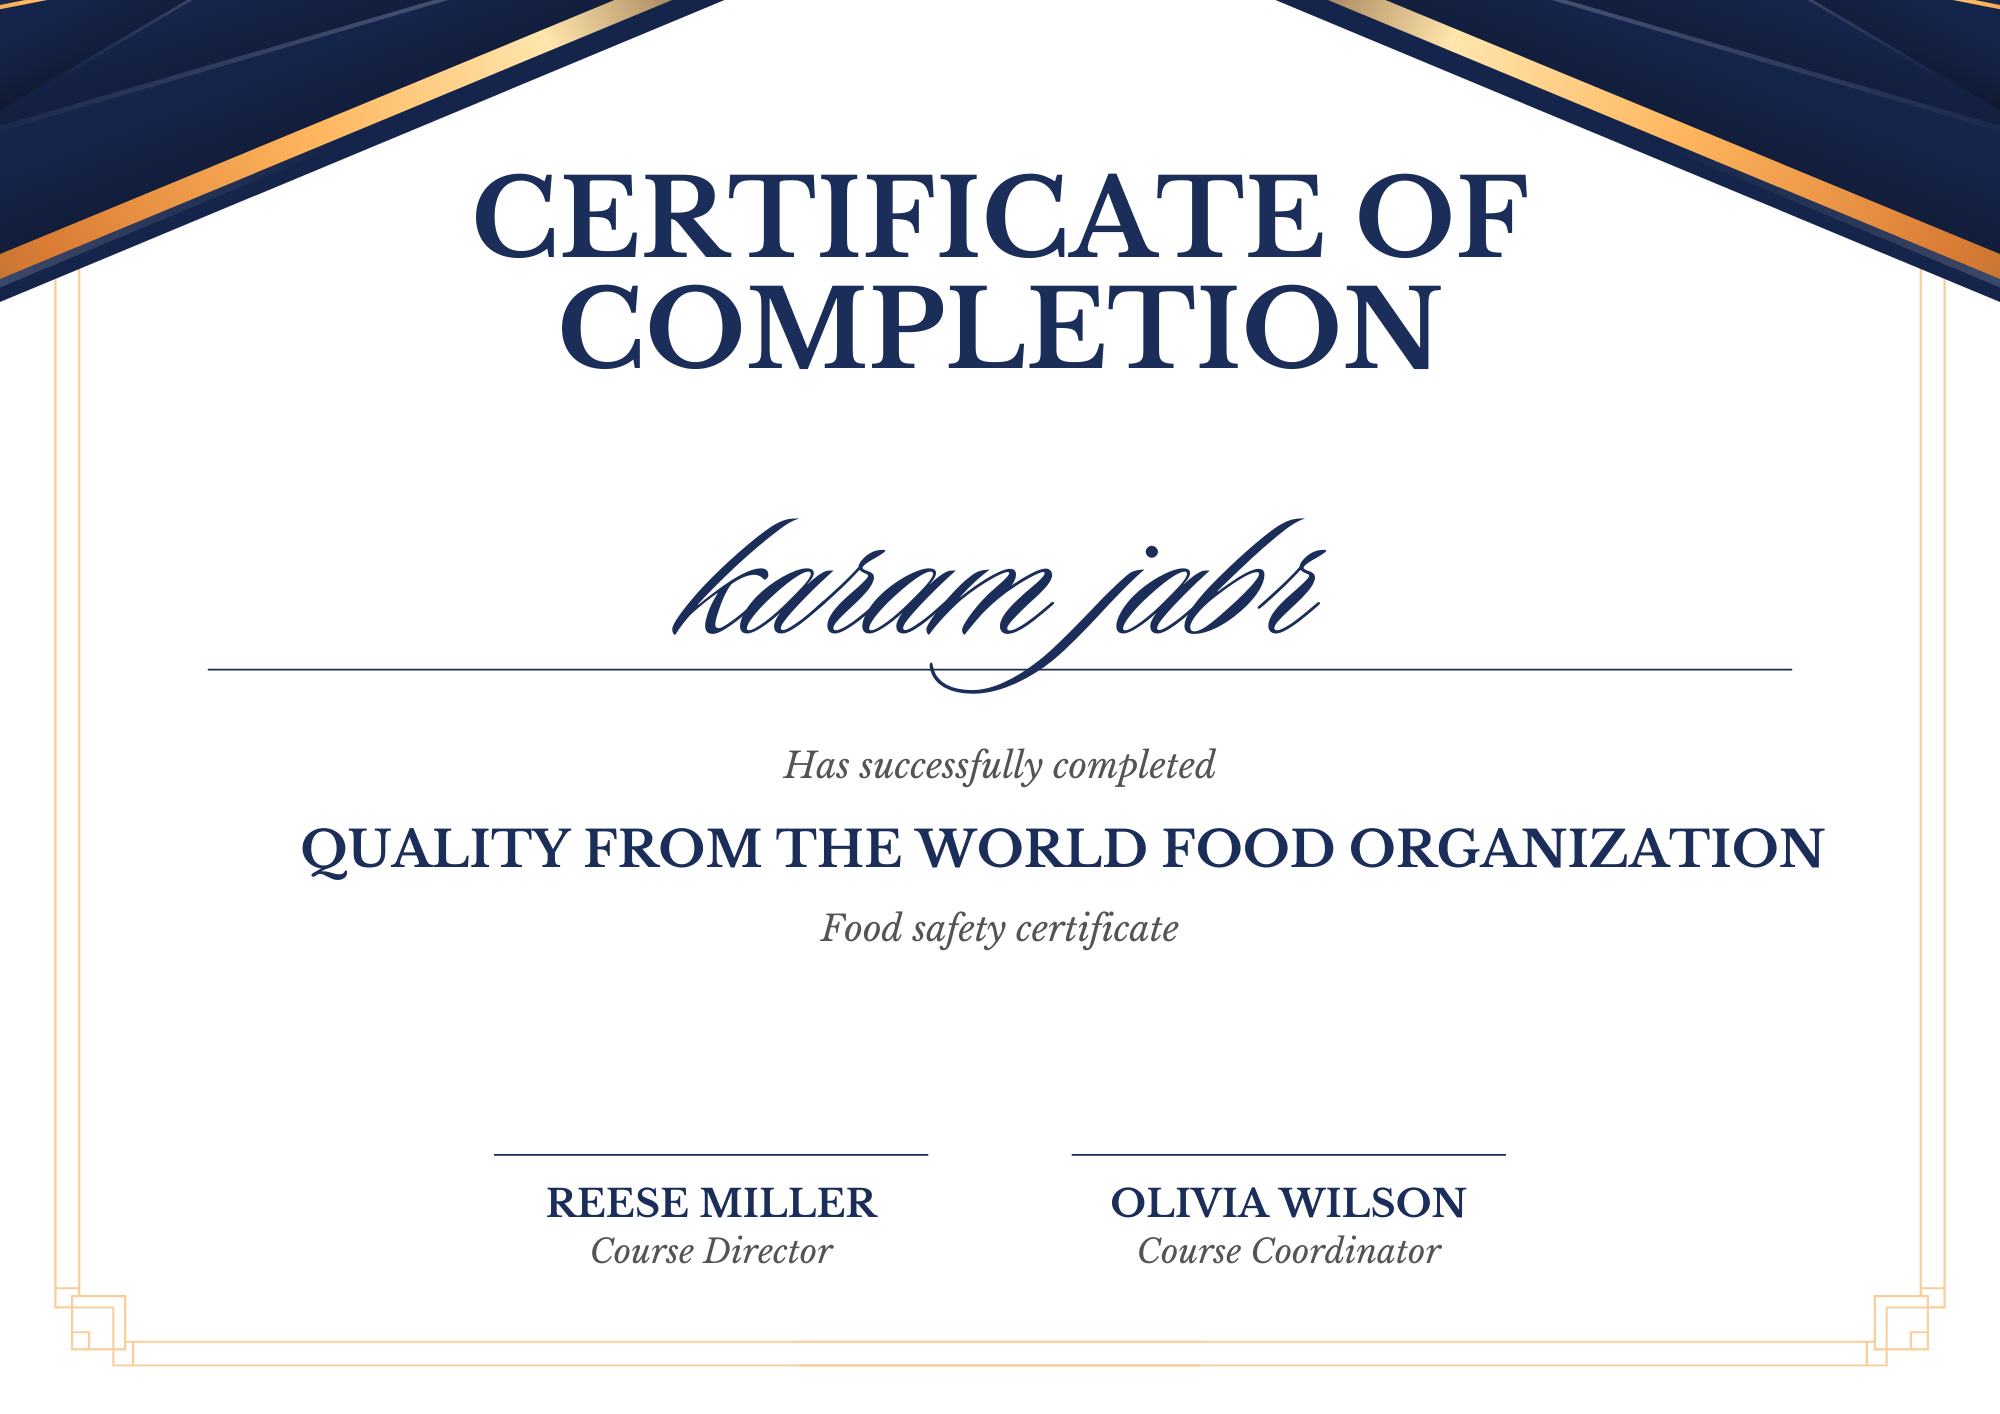 CERTIFICATE OF
COMPLETION
karam jabr
Has successfully completed
QUALITY FROM THE WORLD FOOD ORGANIZATION
Food safety certificate
REESE MILLER
Course Director
OLIVIA WILSON
Course Coordinator